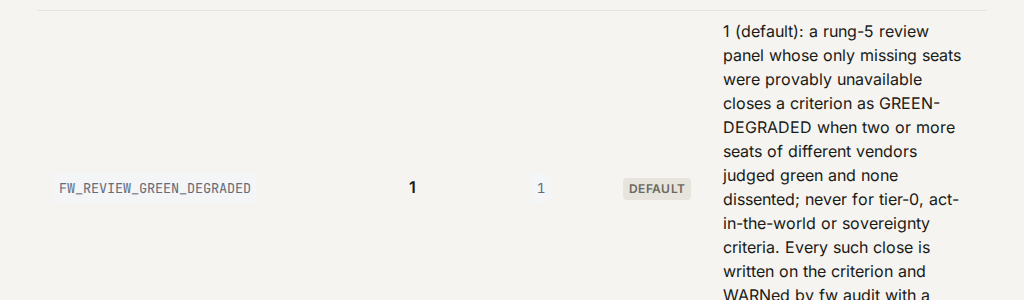 FW_REVIEW_GREEN_DEGRADED 1 1 DEFAULT
1 (default): a rung-5 review
panel whose only missing seats
were provably unavailable
closes a criterion as GREEN-
DEGRADED when two or more
seats of different vendors
judged green and none
dissented; never for tier-0, act-
in-the-world or sovereignty
criteria. Every such close is
written on the criterion and
WARNed by fw audit with a